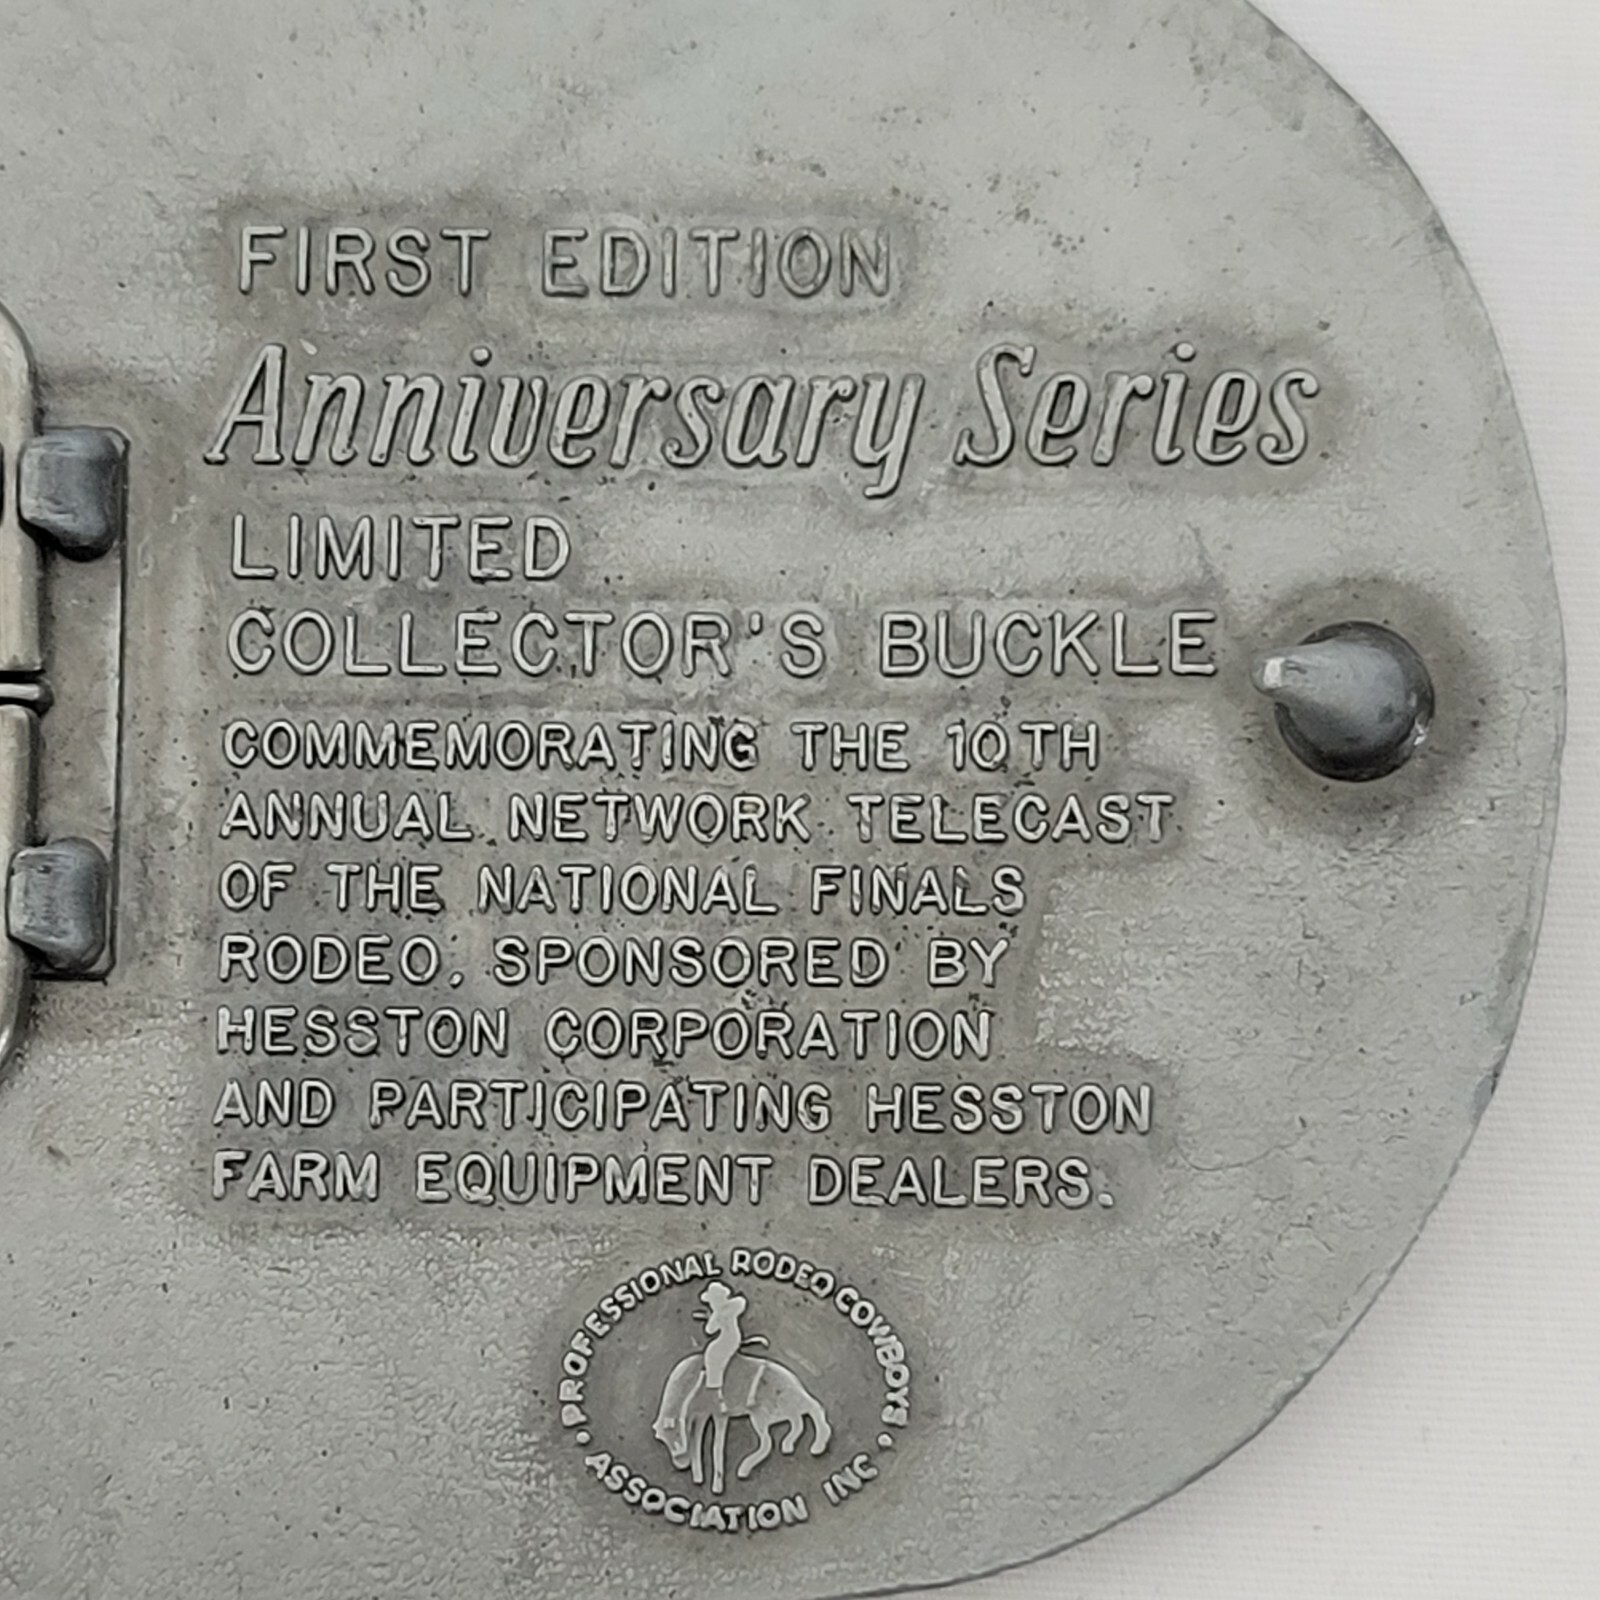 FIRST EDITION
Anniversary Series
LIMITED
COLLECTOR'S BUCKLE
COMMEMORATING THE 10TH
ANNUAL NETWORK TELECAST
OF THE NATIONAL FINALS
RODEO, SPONSORED BY
HESSTON CORPORATION
AND PARTICIPATING HESSTON
FARM EQUIPMENT DEALERS.
PROFESSIONAL RODEO COWBOYS
• ASSOCIATION INC •